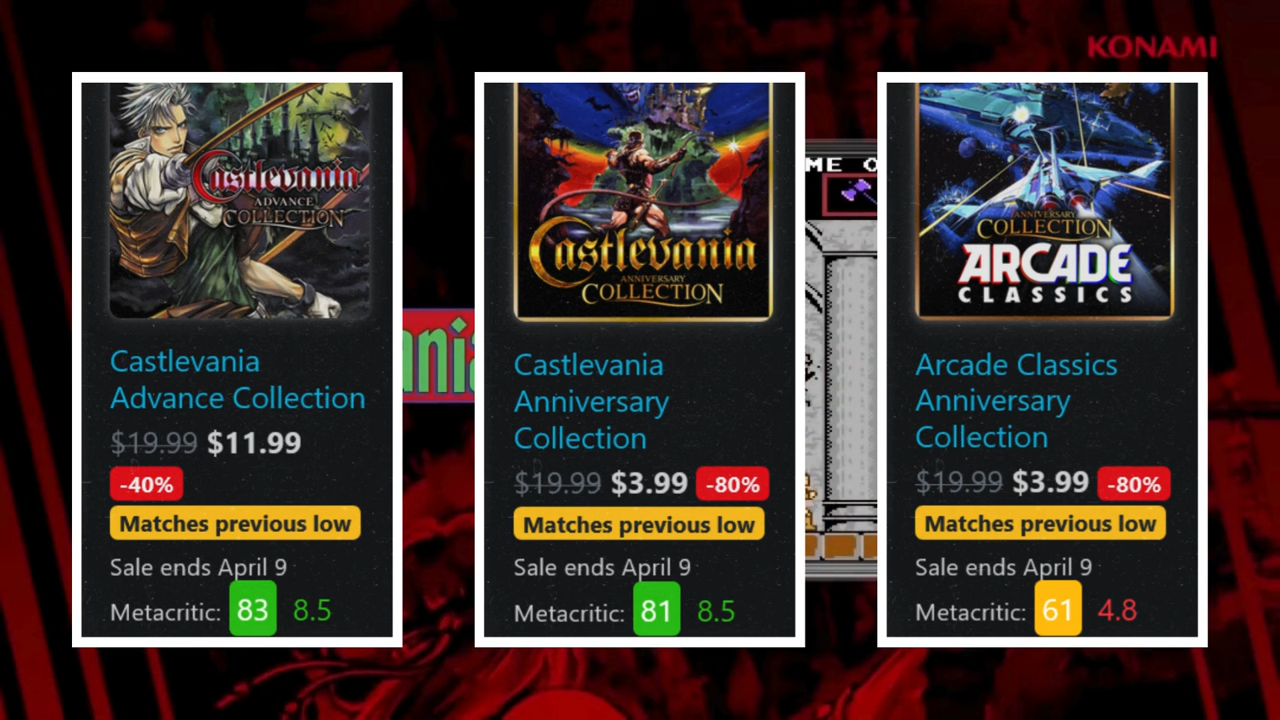 KONAMI
Castlevania
ADVANCE
COLLECTION
Castlevania
Advance Collection
$19.99 $11.99
-40%
Matches previous low
Sale ends April 9
Metacritic: 83 8.5
Castlevania
ANNIVERSARY
COLLECTION
Castlevania
Anniversary
Collection
$19.99 $3.99 -80%
Matches previous low
Sale ends April 9
Metacritic: 81 8.5
ANNIVERSARY
COLLECTION
ARCADE
CLASSICS
Arcade Classics
Anniversary
Collection
$19.99 $3.99 -80%
Matches previous low
Sale ends April 9
Metacritic: 61 4.8